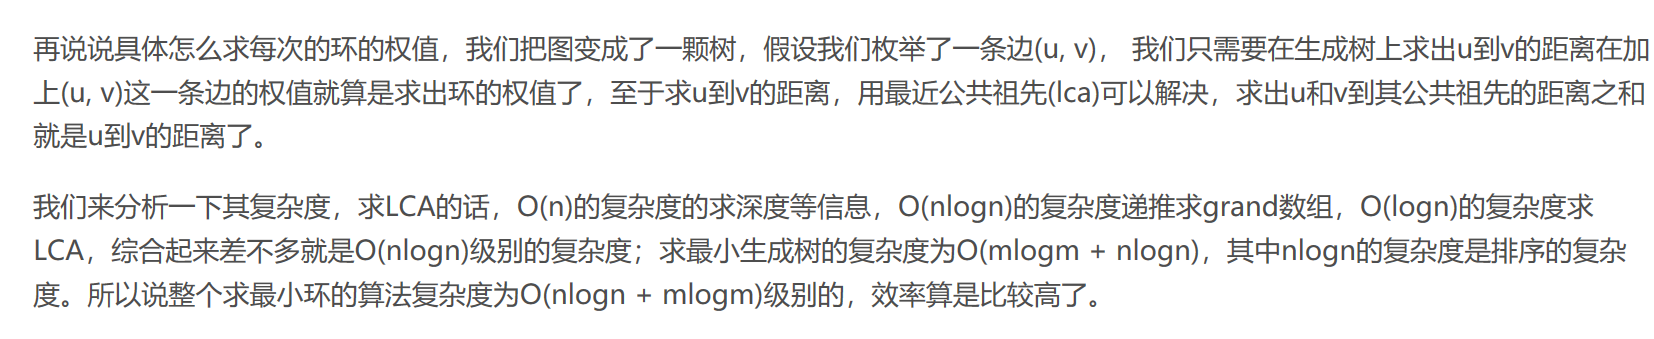 再说说具体怎么求每次的环的权值，我们把图变成了一颗树，假设我们枚举了一条边(u, v)， 我们只需要在生成树上求出u到v的距离在加
上(u, v)这一条边的权值就算是求出环的权值了，至于求u到v的距离，用最近公共祖先(lca)可以解决，求出u和v到其公共祖先的距离之和
就是u到v的距离了。
我们来分析一下其复杂度，求LCA的话，O(n)的复杂度的求深度等信息，O(nlogn)的复杂度递推求grand数组，O(logn)的复杂度求
LCA，综合起来差不多就是O(nlogn)级别的复杂度；求最小生成树的复杂度为O(mlogm + nlogn)，其中nlogn的复杂度是排序的复杂
度。所以说整个求最小环的算法复杂度为O(nlogn + mlogm)级别的，效率算是比较高了。